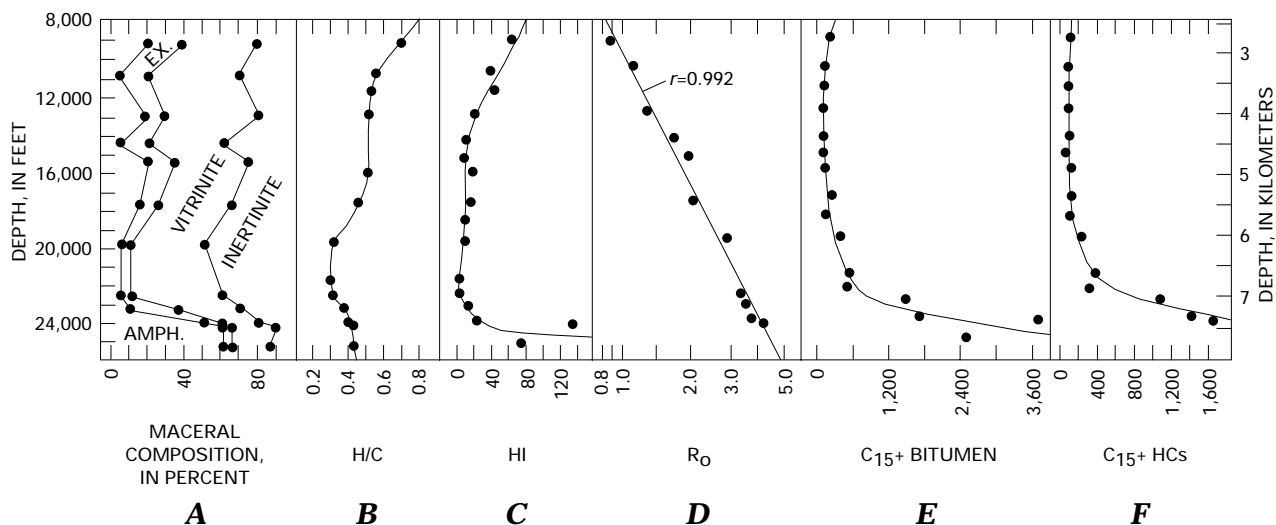 8,000
12,000
16,000
20,000
24,000
DEPTH, IN FEET
EX.
VITRINITE
INERTINITE
AMPH.
r=0.992
3
4
5
6
7
DEPTH, IN KILOMETERS
0 40 80
0.2 0.4 0.6 0.8
0 40 80 120
0.8 1.0 2.0 3.0 5.0
0 1,200 2,400 3,600
0 400 1,200 1,600
MACERAL
COMPOSITION,
IN PERCENT
H/C
HI
R₀
C₁₅+ BITUMEN
C₁₅+ HCs
A B C D E F